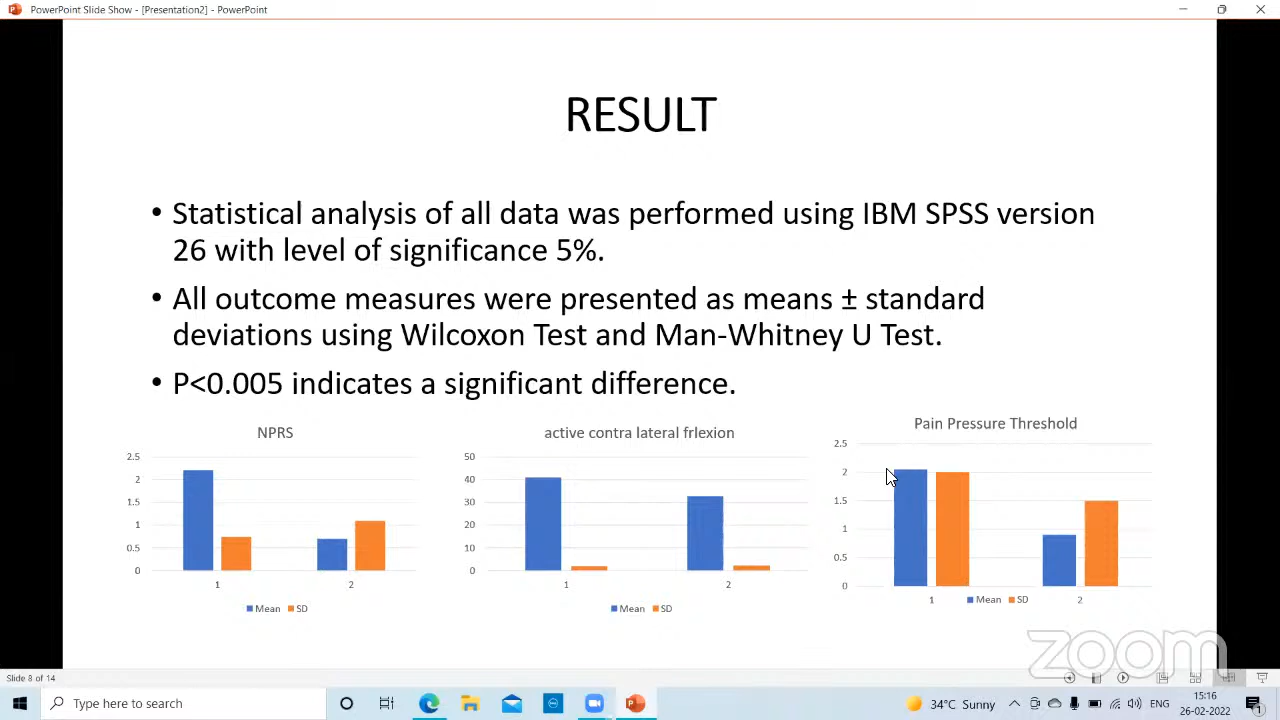 PowerPoint Slide Show - [Presentation2] - PowerPoint
RESULT
• Statistical analysis of all data was performed using IBM SPSS version
26 with level of significance 5%.
• All outcome measures were presented as means ± standard
deviations using Wilcoxon Test and Man-Whitney U Test.
• P<0.005 indicates a significant difference.
NPRS
2.5
2
1.5
1
0.5
0
1
2
Mean SD
active contra lateral frlexion
50
40
30
20
10
0
1
2
Mean SD
Pain Pressure Threshold
2.5
2
1.5
1
0.5
0
1
2
Mean SD
zoom
Slide 8 of 14
Type here to search
34°C Sunny
15:16
26-02-2022
1